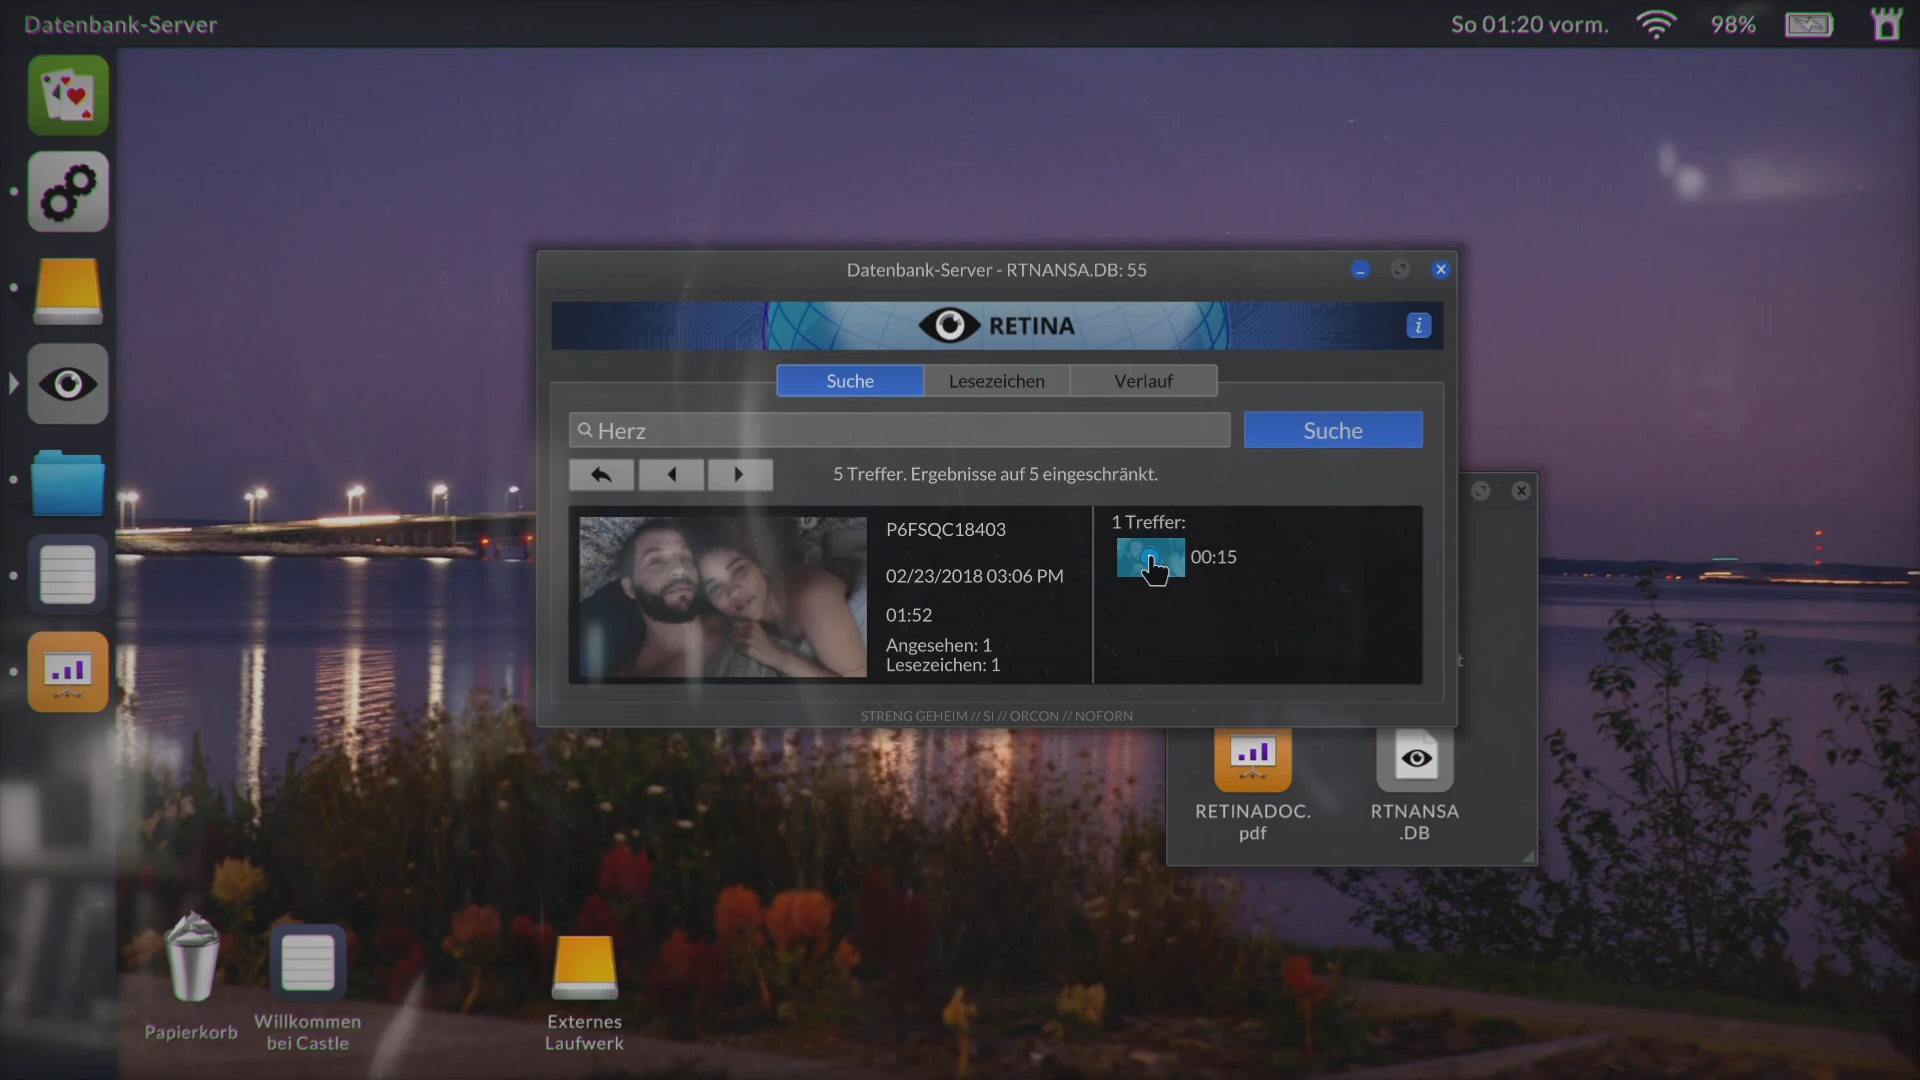 Datenbank-Server
So 01:20 vorm.
98%
Datenbank-Server - RTNANSA.DB: 55
RETINA
i
Suche
Lesezeichen
Verlauf
Herz
Suche
5 Treffer. Ergebnisse auf 5 eingeschränkt.
P6FSQC18403
02/23/2018 03:06 PM
01:52
Angesehen: 1
Lesezeichen: 1
1 Treffer:
00:15
STRENG GEHEIM // SI // ORCON // NOFORN
RETINADOC.
pdf
RTNANSA
.DB
Papierkorb
Willkommen
bei Castle
Externes
Laufwerk